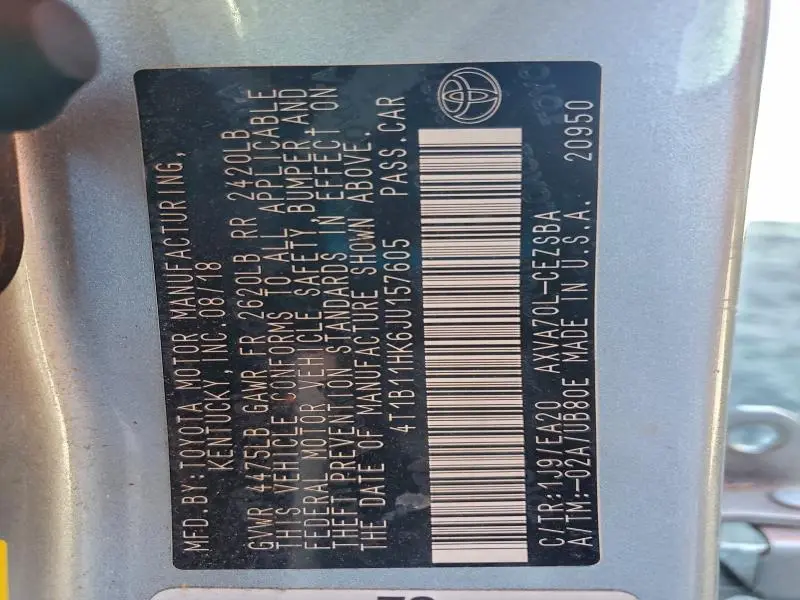 MFD.BY:TOYOTA MOTOR MANUFACTURING,
KENTUCKY, INC.08/18
GVWR 4475LB GAWR FR 2620LB RR 2420LB
THIS VEHICLE CONFORMS TO ALL APPLICABLE
FEDERAL MOTOR VEHICLE SAFETY, BUMPER, AND
THEFT PREVENTION STANDARDS IN EFFECT ON
THE DATE OF MANUFACTURE SHOWN ABOVE.
4T1B11HK6JU157605 PASS.CAR
C/TR:1J9/EA20 AXVA70L-CEZSBA
A/TM:-02A/UB80E MADE IN U.S.A. 20950